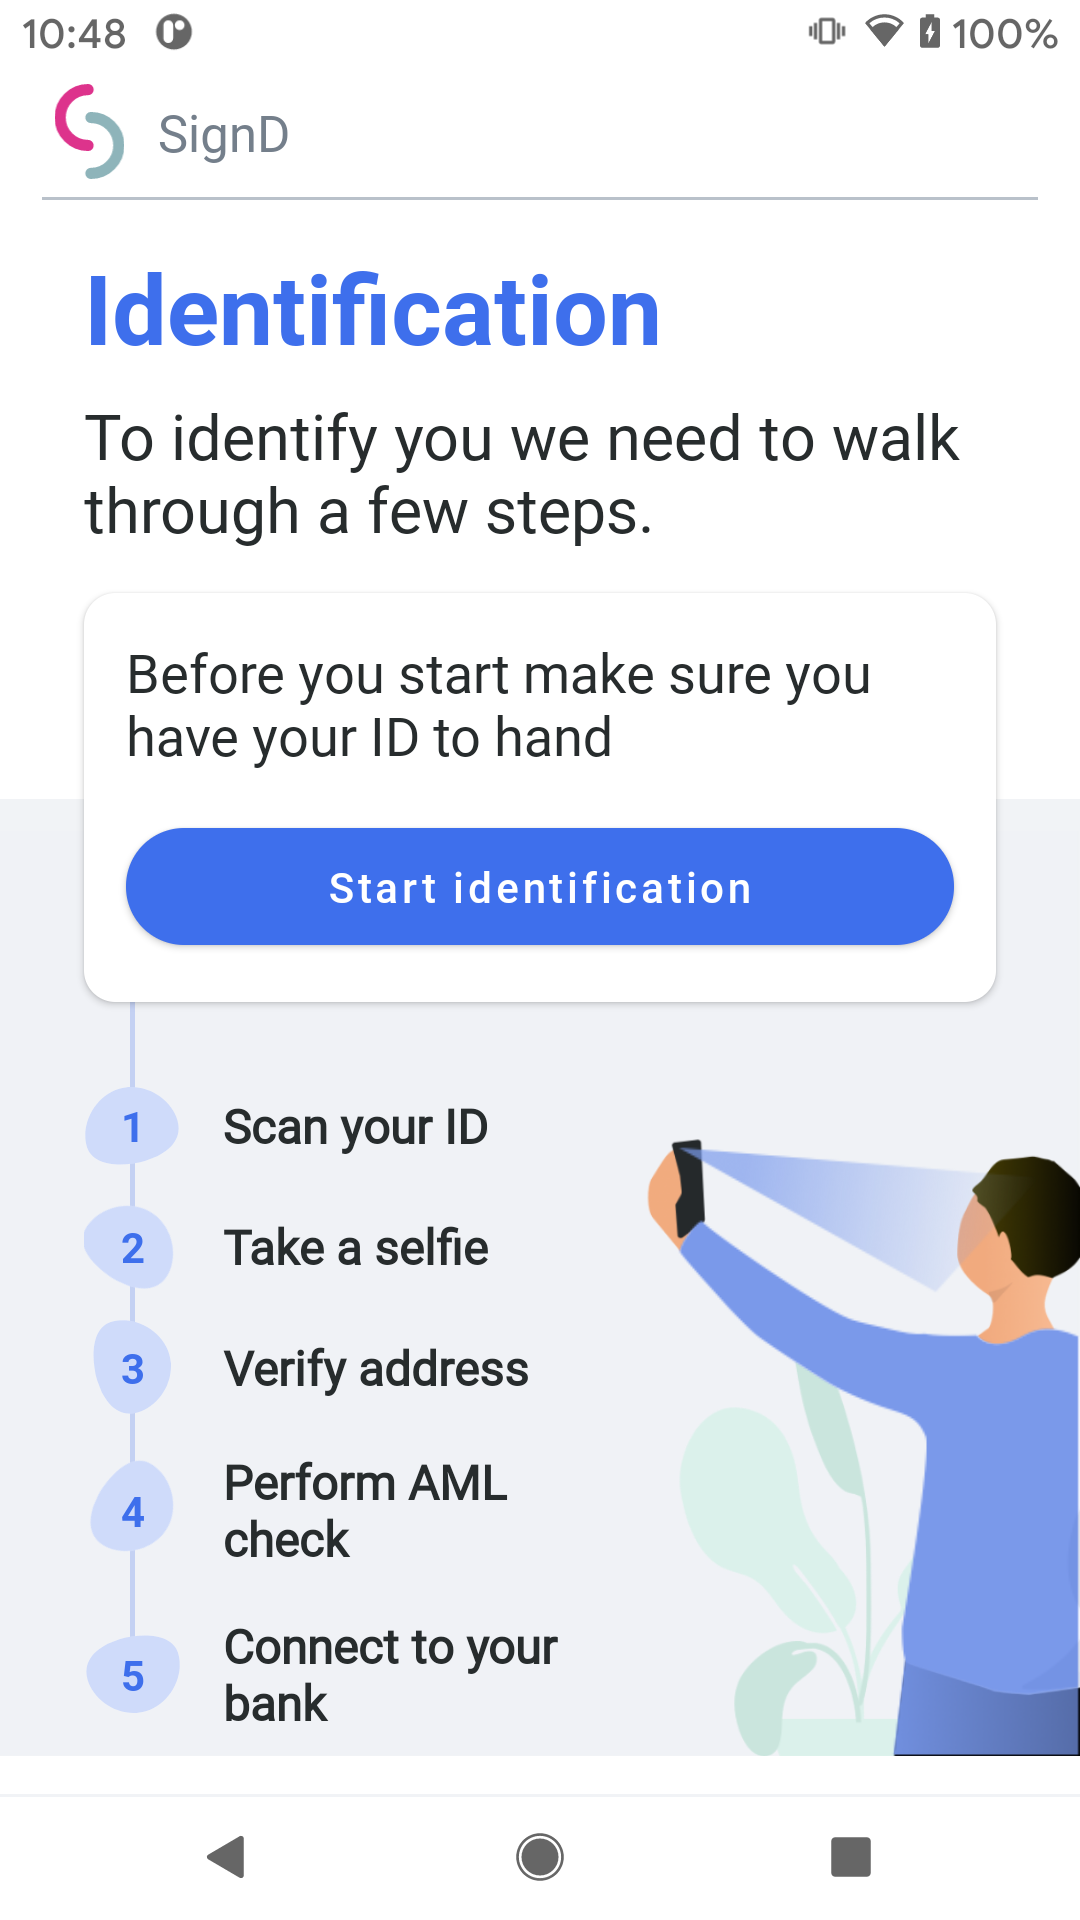 10:48
100%
SignD
Identification
To identify you we need to walk
through a few steps.
Before you start make sure you
have your ID to hand
Start identification
1 Scan your ID
2 Take a selfie
3 Verify address
4 Perform AML
check
5 Connect to your
bank